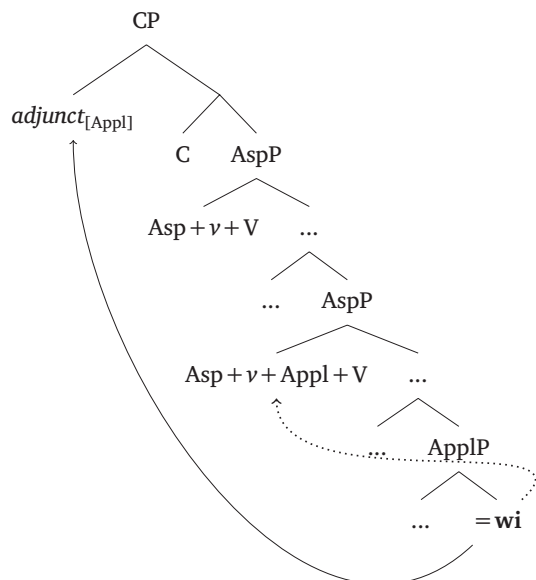 CP
adjunct[Appl]
C AspP
Asp + v + V ...
... AspP
Asp + v + Appl + V ...
... ApplP
... =wi